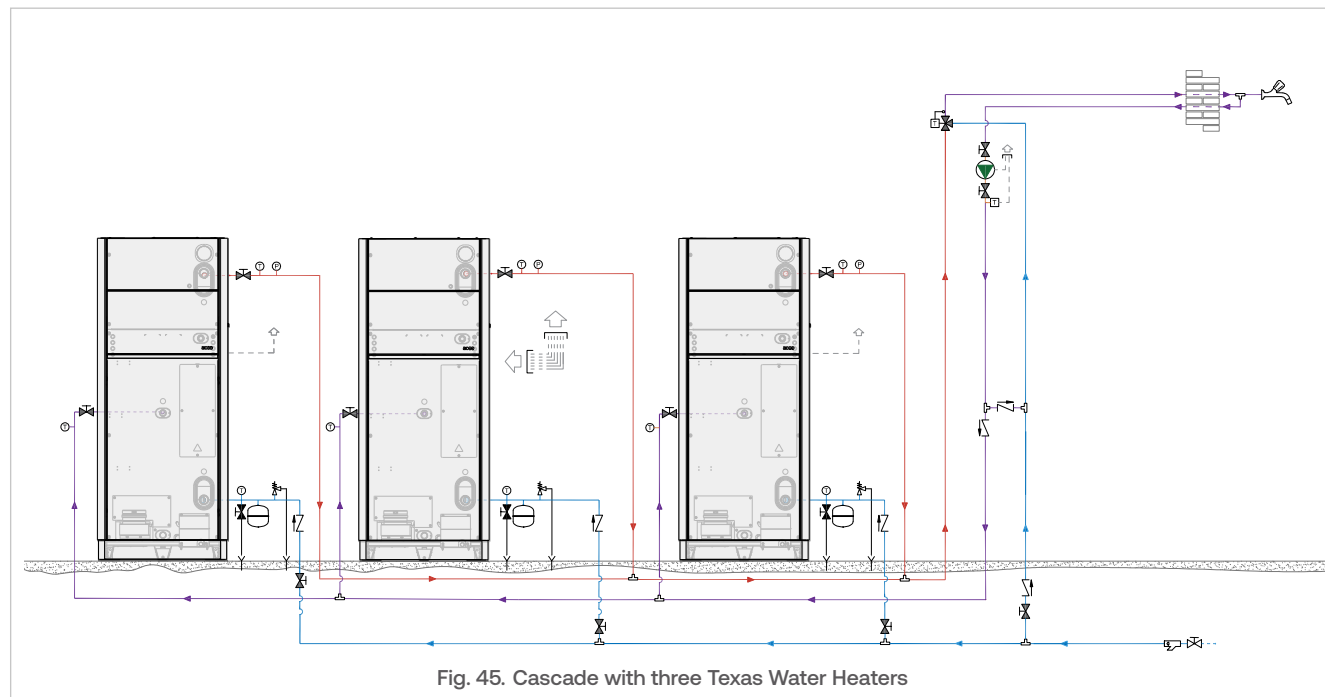 T
T
T P T P T P
T T T
T T T
Fig. 45. Cascade with three Texas Water Heaters